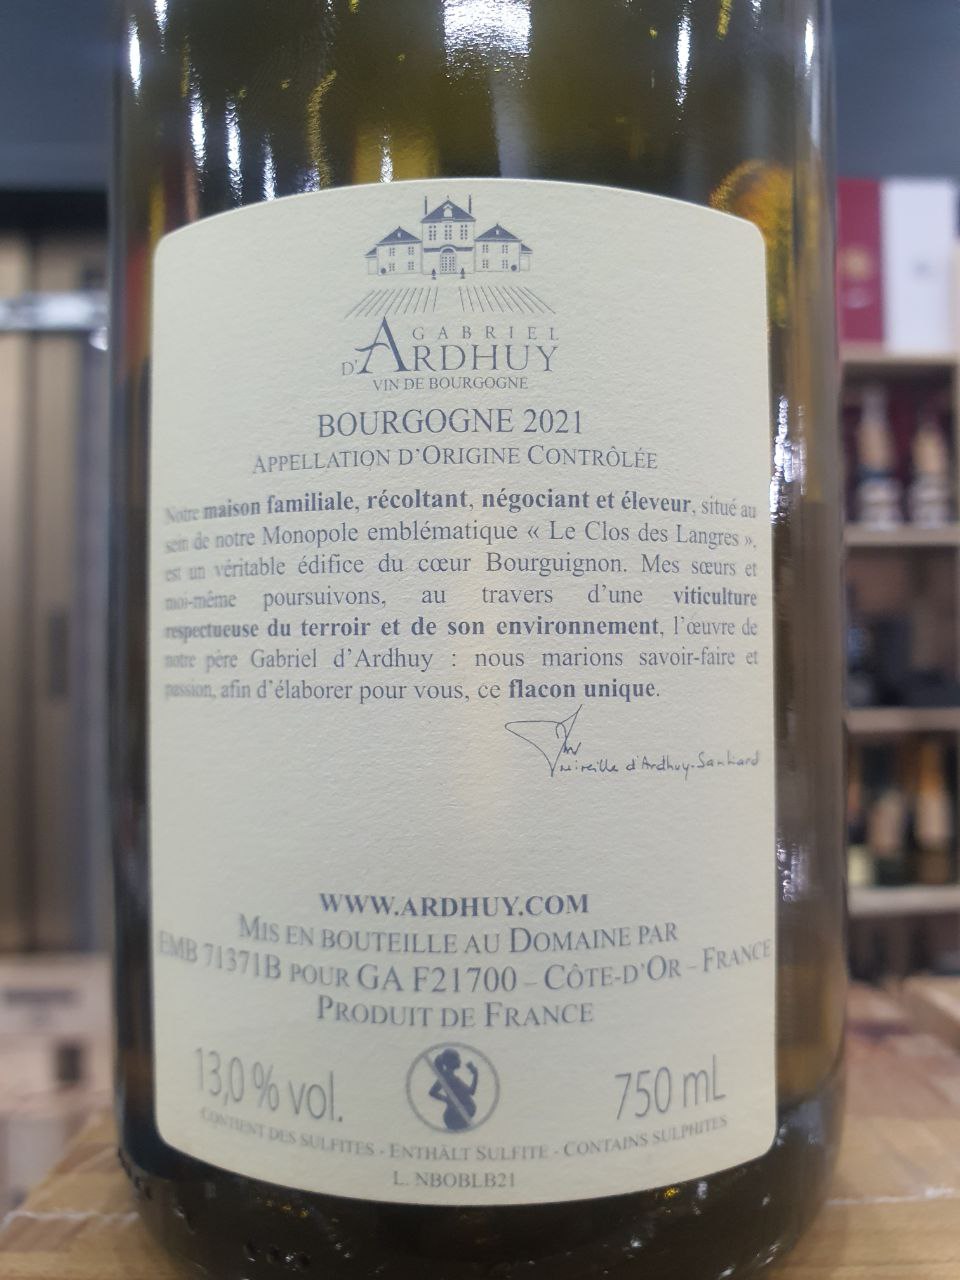 GABRIEL
D'ARDHUY
VIN DE BOURGOGNE
BOURGOGNE 2021
APPELLATION D'ORIGINE CONTRÔLÉE
Notre maison familiale, récoltant, négociant et éleveur, situé au
sein de notre Monopole emblématique « Le Clos des Langres »,
est un véritable édifice du cœur Bourguignon. Mes sœurs et
moi-même poursuivons, au travers d'une viticulture
respectueuse du terroir et de son environnement, l'œuvre de
notre père Gabriel d'Ardhuy : nous marions savoir-faire et
passion, afin d'élaborer pour vous, ce flacon unique.
Mireille d'Ardhuy-Santiard
WWW.ARDHUY.COM
MIS EN BOUTEILLE AU DOMAINE PAR
EMB 71371B POUR GA F21700 – CÔTE-D'OR – FRANCE
PRODUIT DE FRANCE
13,0 % vol. 750 mL
CONTIENT DES SULFITES - ENTHÄLT SULFITE - CONTAINS SULPHITES
L. NBOBLB21